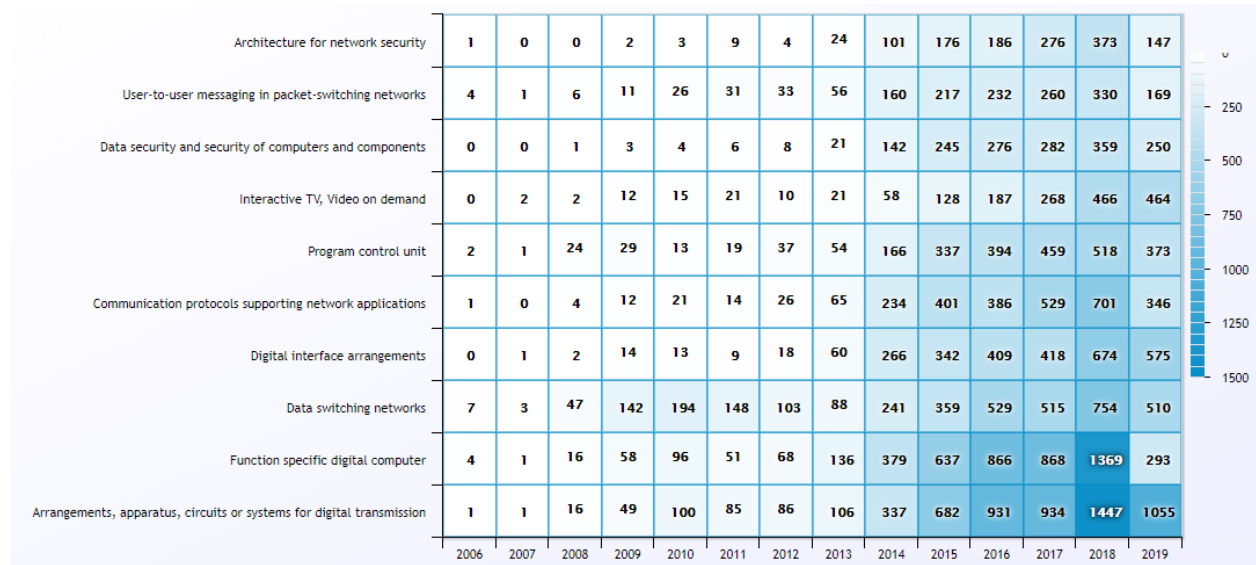 Architecture for network security 1 0 0 2 3 9 4 24 101 176 186 276 373 147
User-to-user messaging in packet-switching networks 4 1 6 11 26 31 33 56 160 217 232 260 330 169
Data security and security of computers and components 0 0 1 3 4 6 8 21 142 245 276 282 359 250
Interactive TV, Video on demand 0 2 2 12 15 21 10 21 58 128 187 268 466 464
Program control unit 2 1 24 29 13 19 37 54 166 337 394 459 518 373
Communication protocols supporting network applications 1 0 4 12 21 14 26 65 234 401 386 529 701 346
Digital interface arrangements 0 1 2 14 13 9 18 60 266 342 409 418 674 575
Data switching networks 7 3 47 142 194 148 103 88 241 359 529 515 754 510
Function specific digital computer 4 1 16 58 96 51 68 136 379 637 866 868 1369 293
Arrangements, apparatus, circuits or systems for digital transmission 1 1 16 49 100 85 86 106 337 682 931 934 1447 1055
2006 2007 2008 2009 2010 2011 2012 2013 2014 2015 2016 2017 2018 2019
0
250
500
750
1000
1250
1500